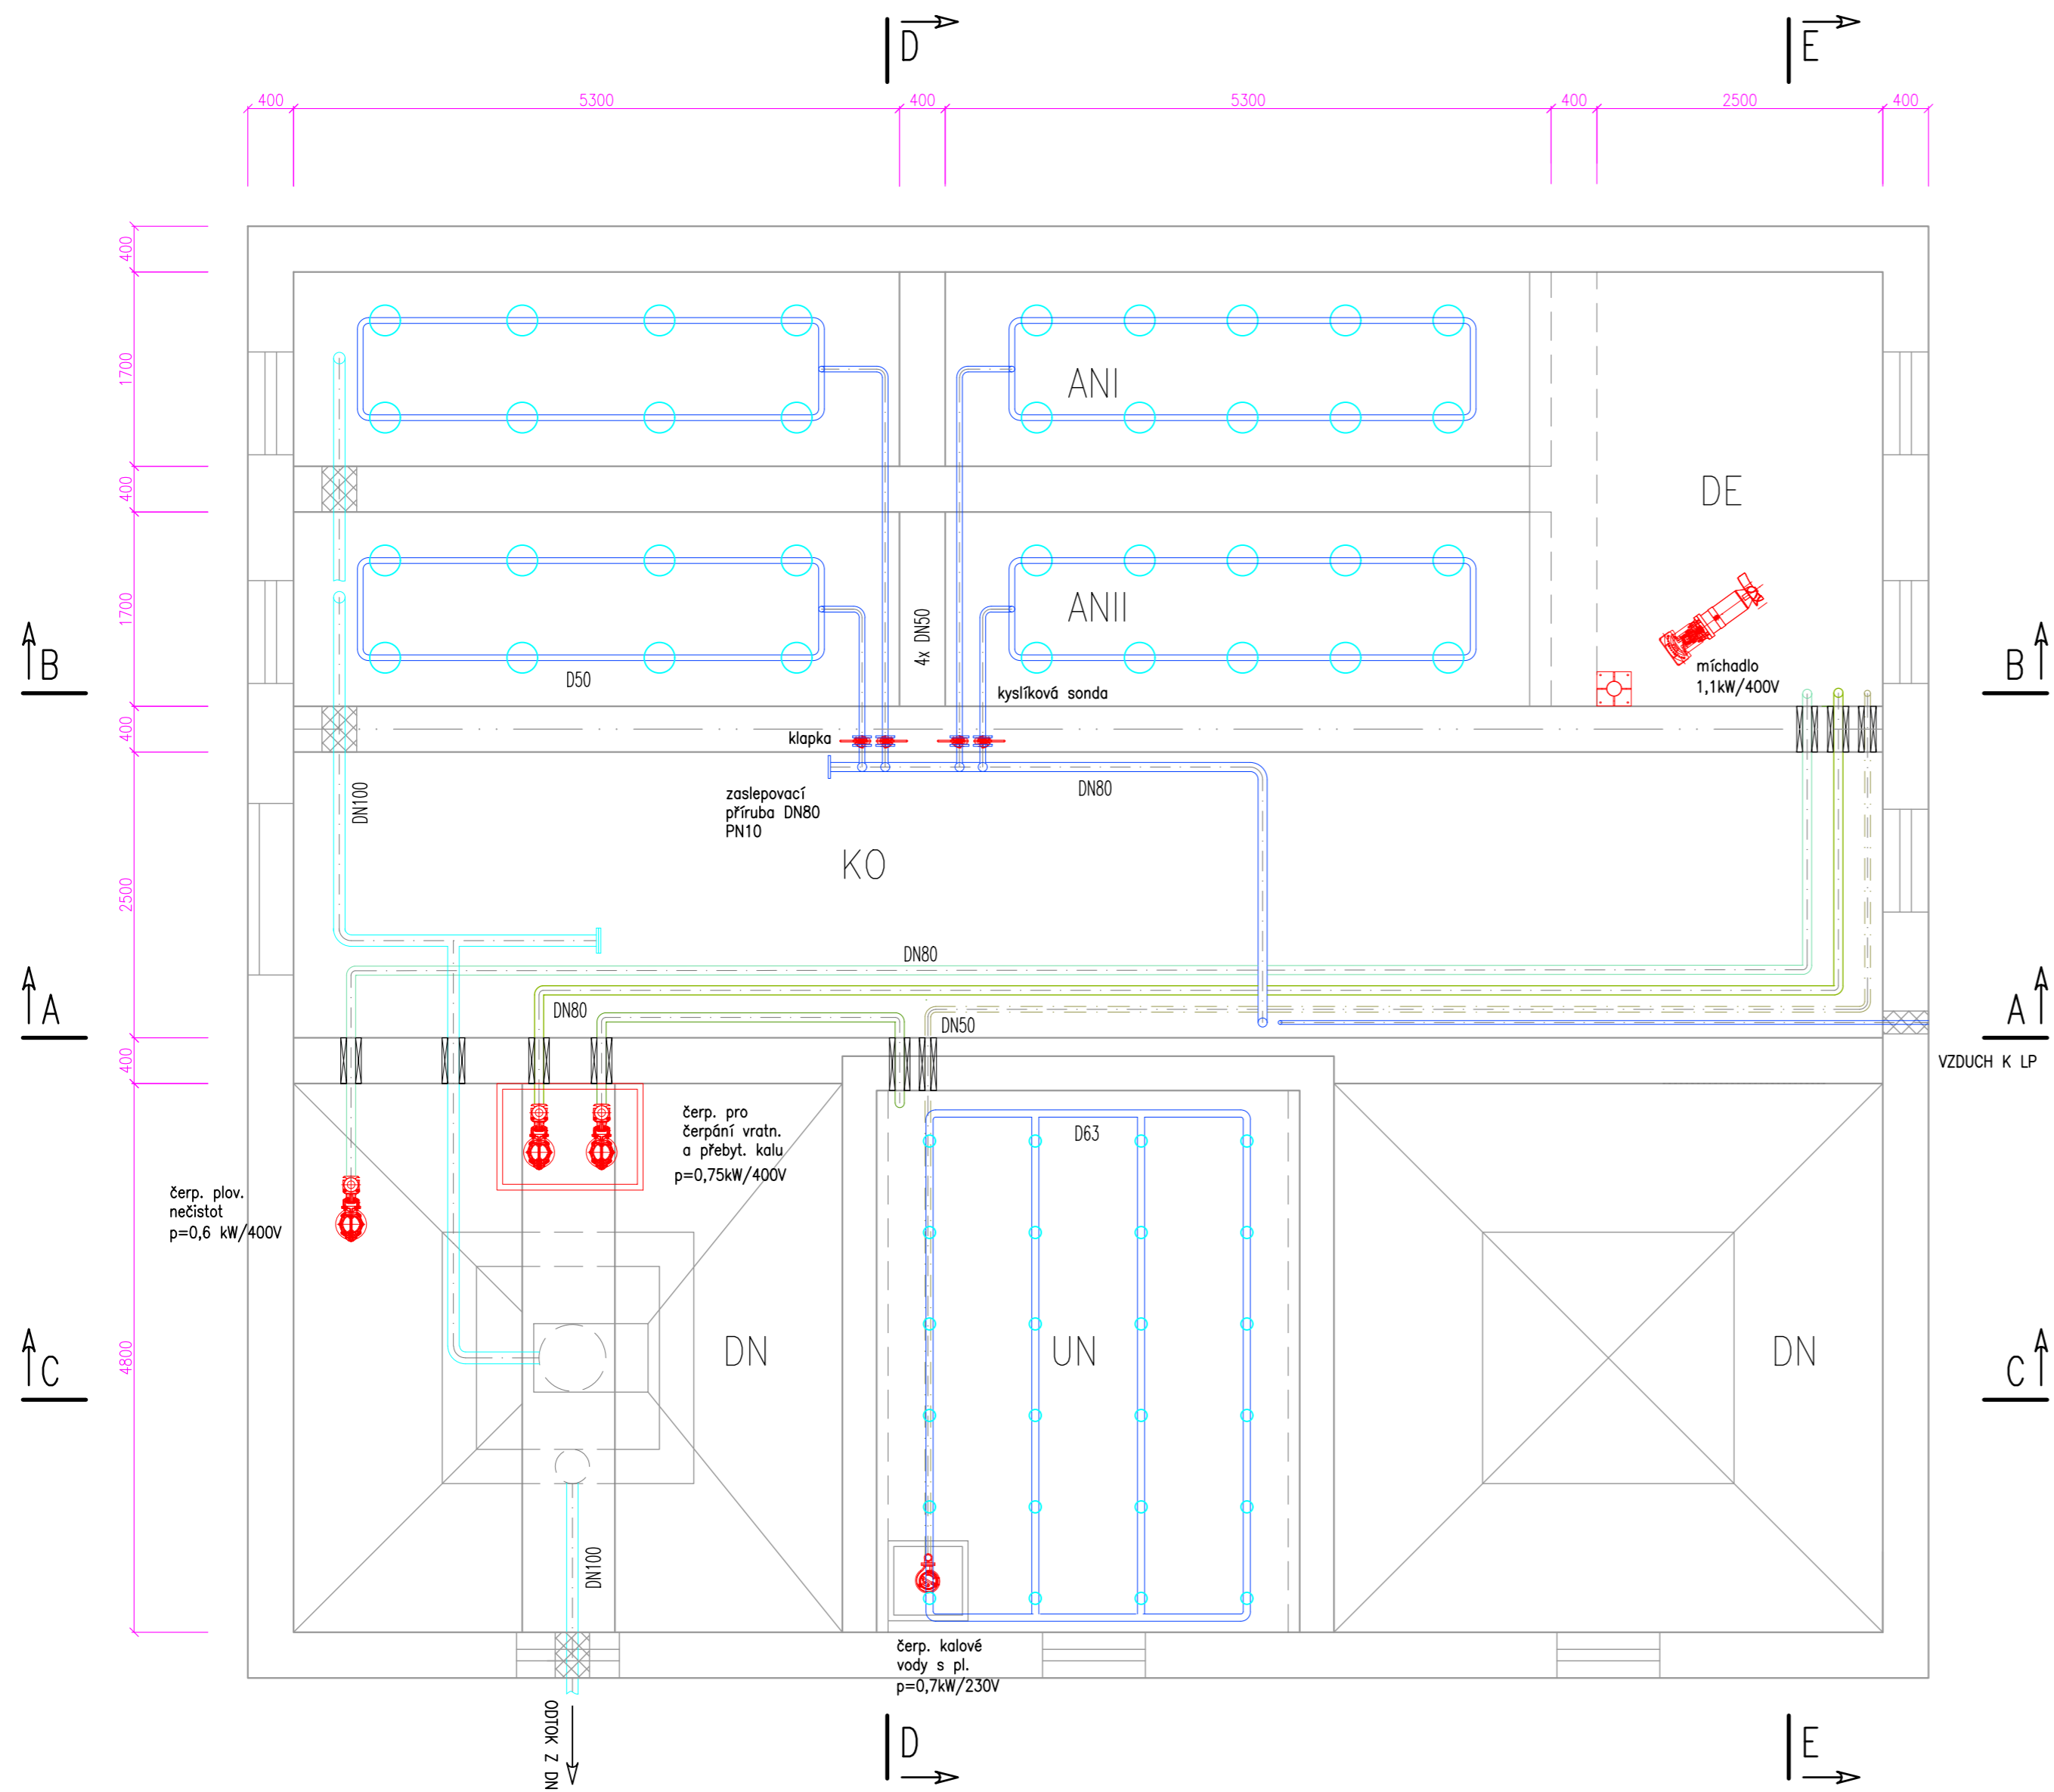 D
E
400
5300
400
5300
400
2500
400
400
1700
400
1700
400
2500
400
4800
ANI
ANII
DE
4x DN50
D50
kyslíková sonda
míchadlo
1,1kW/400V
B
B
klapka
zaslepovací
příruba DN80
PN10
DN80
DN100
KO
DN80
DN80
DN50
A
A
VZDUCH K LP
čerp. pro
čerpání vratn.
a přebyt. kalu
p=0,75kW/400V
D63
čerp. plov.
nečistot
p=0,6 kW/400V
DN
UN
DN
C
C
DN100
čerp. kalové
vody s pl.
p=0,7kW/230V
ODTOK Z DN
D
E